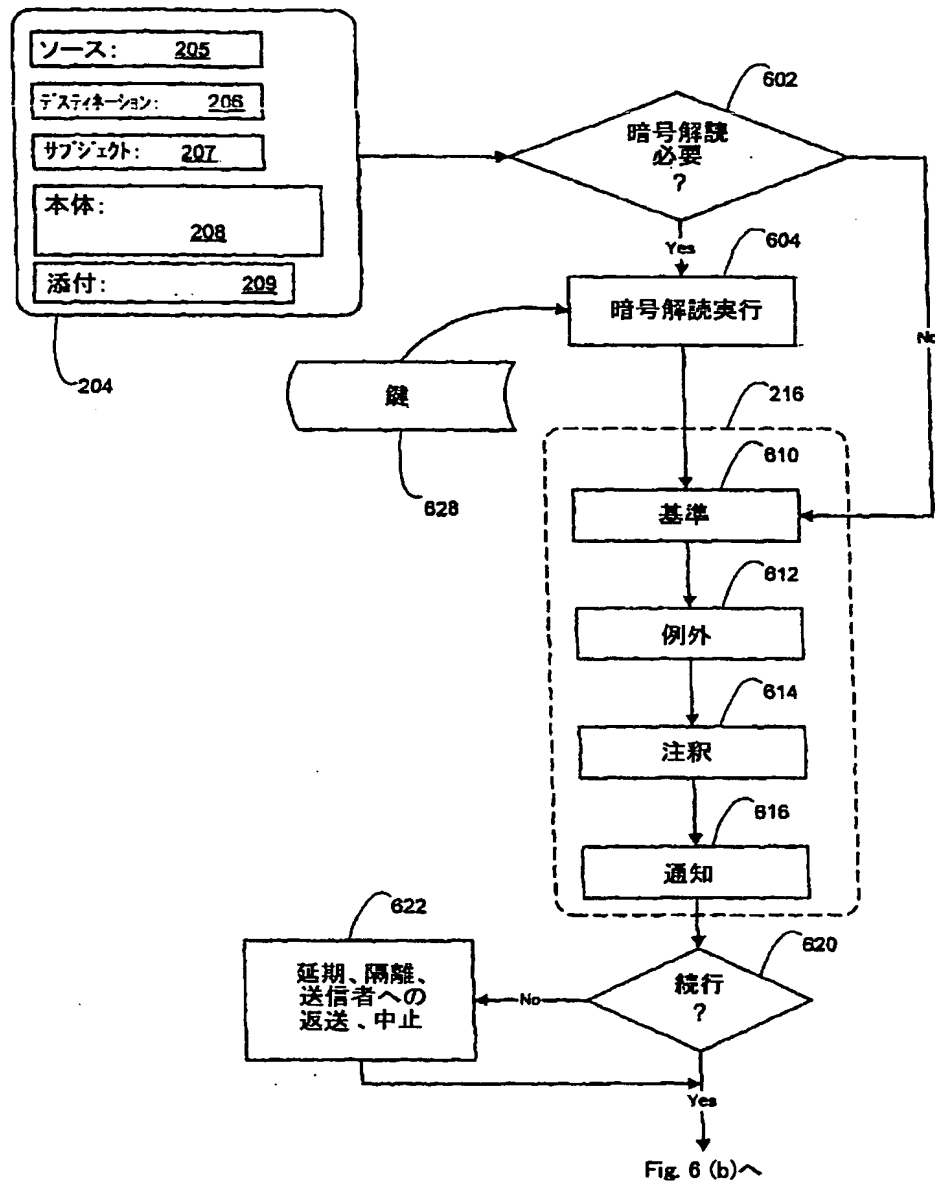 ソース: 205
デスティネーション: 206
サブジェクト: 207
本体:
208
添付: 209
204
602
暗号解読
必要
?
Yes
No
604
暗号解読実行
鍵
628
216
610
基準
612
例外
614
注釈
616
通知
620
続行
?
No
622
延期、隔離、
送信者への
返送、中止
Yes
Fig. 6 (b)へ